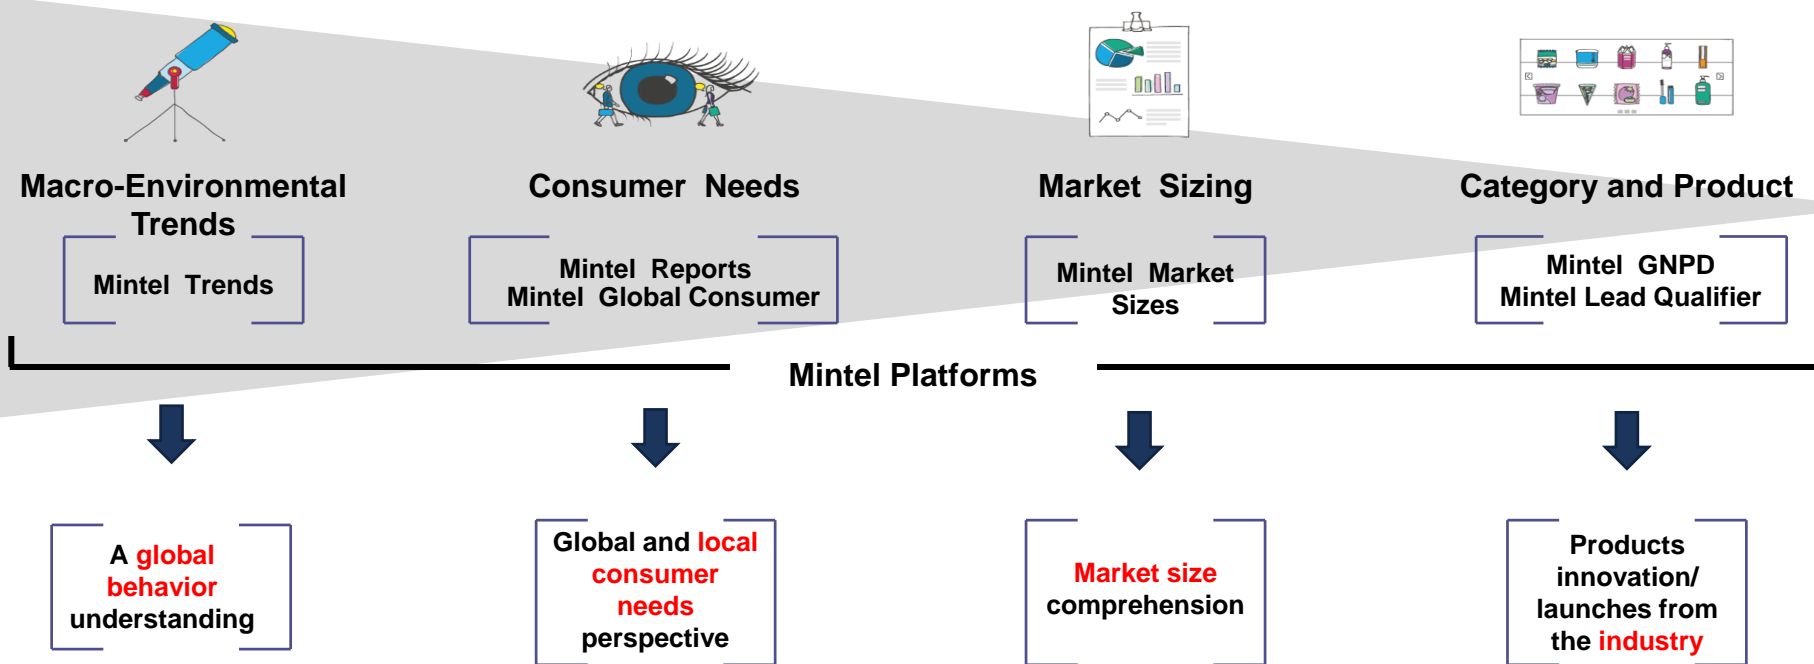 Macro-Environmental
Trends
Consumer Needs
Market Sizing
Category and Product
Mintel Trends
Mintel Reports
Mintel Global Consumer
Mintel Market
Sizes
Mintel GNPD
Mintel Lead Qualifier
Mintel Platforms
A global
behavior
understanding
Global and local
consumer
needs
perspective
Market size
comprehension
Products
innovation/
launches from
the industry